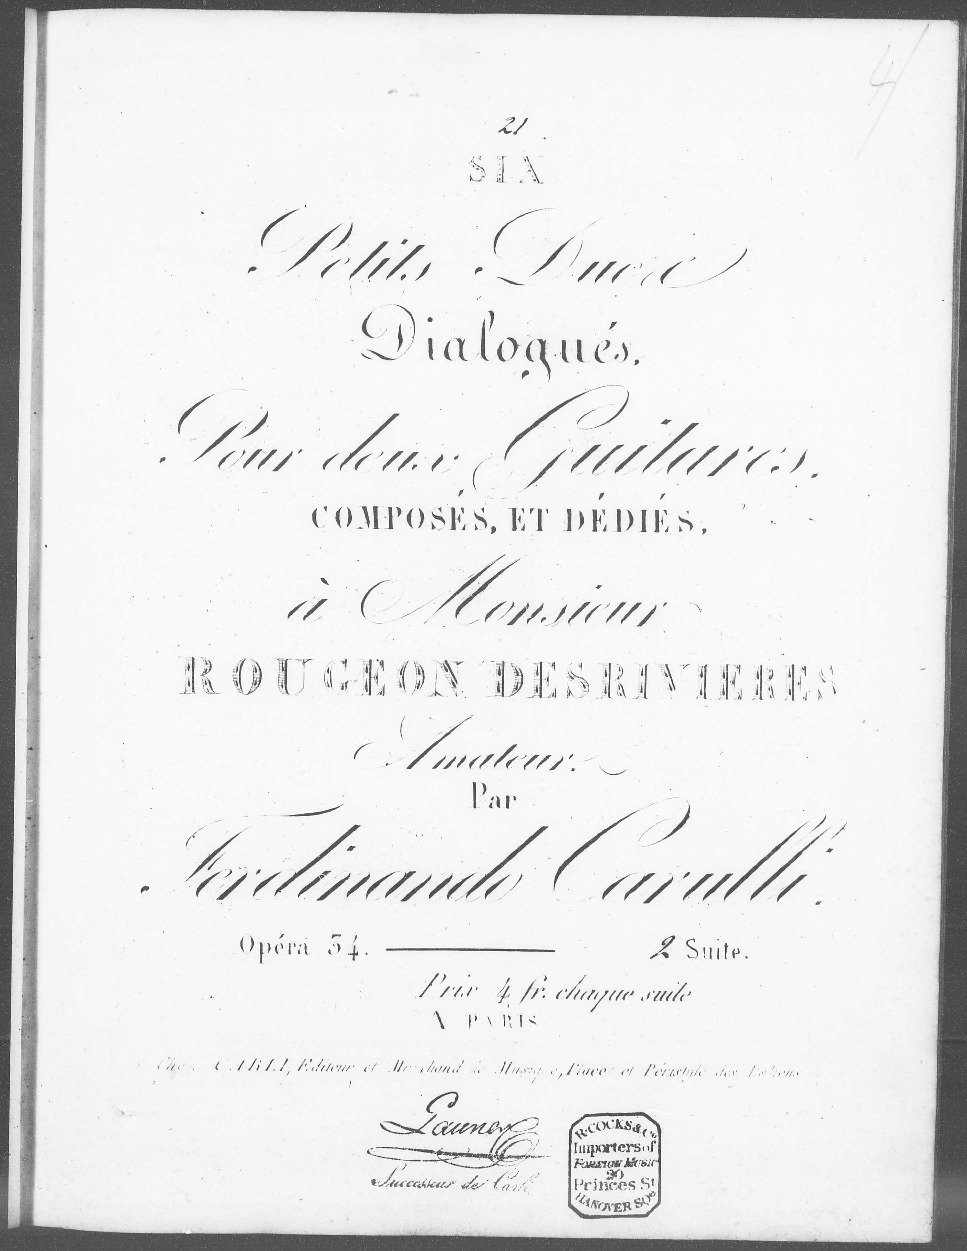 4
21
SIX
Petits Duos
Dialogués.
Pour deux Guitares.
COMPOSÉS, ET DÉDIÉS,
à Monsieur
ROUGEON DESRIVIERES
Amateur.
Par
Ferdinando Carulli.
Opéra 34. 2 Suite.
Prix 4 fr. chaque suite
A PARIS
Chez CARLI, Editeur et Marchand de Musique, Place et Péristyle des Italiens
Launer
Successeur de Carli
R. COCKS & Co
Importers of
FOREIGN MUSIC
20
Princes St
HANOVER SQre